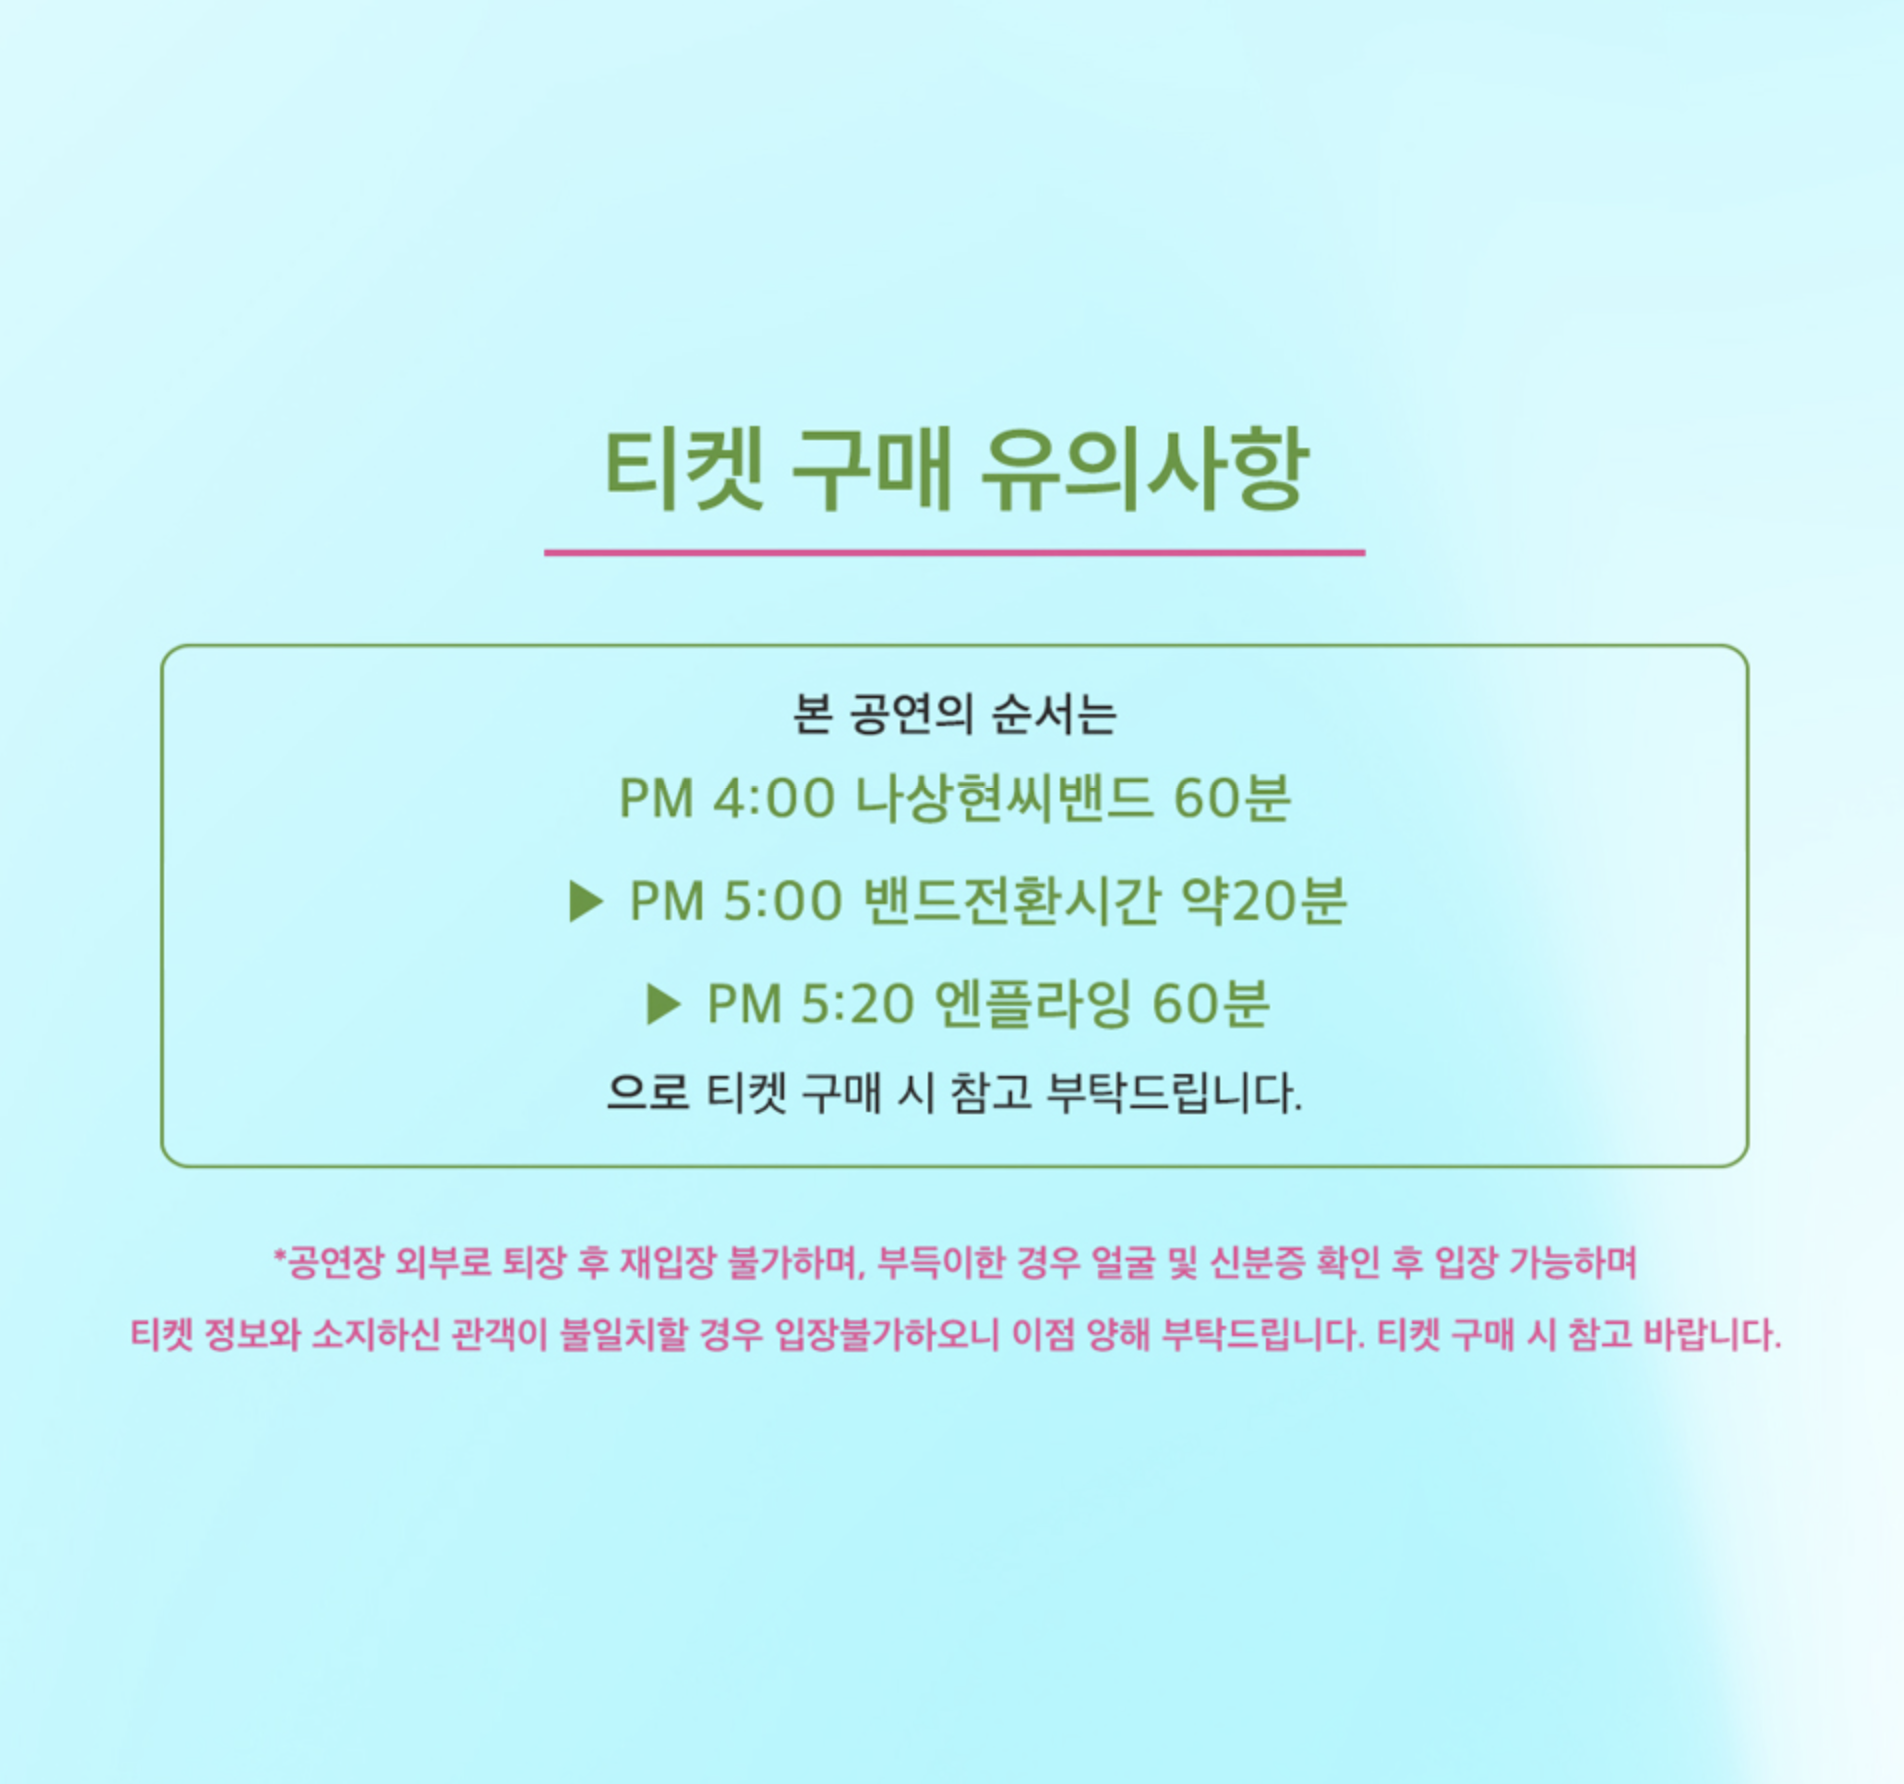 티켓 구매 유의사항
본 공연의 순서는
PM 4:00 나상현씨밴드 60분
▶ PM 5:00 밴드전환시간 약20분
▶ PM 5:20 엔플라잉 60분
으로 티켓 구매 시 참고 부탁드립니다.
*공연장 외부로 퇴장 후 재입장 불가하며, 부득이한 경우 얼굴 및 신분증 확인 후 입장 가능하며
티켓 정보와 소지하신 관객이 불일치할 경우 입장불가하오니 이점 양해 부탁드립니다. 티켓 구매 시 참고 바랍니다.